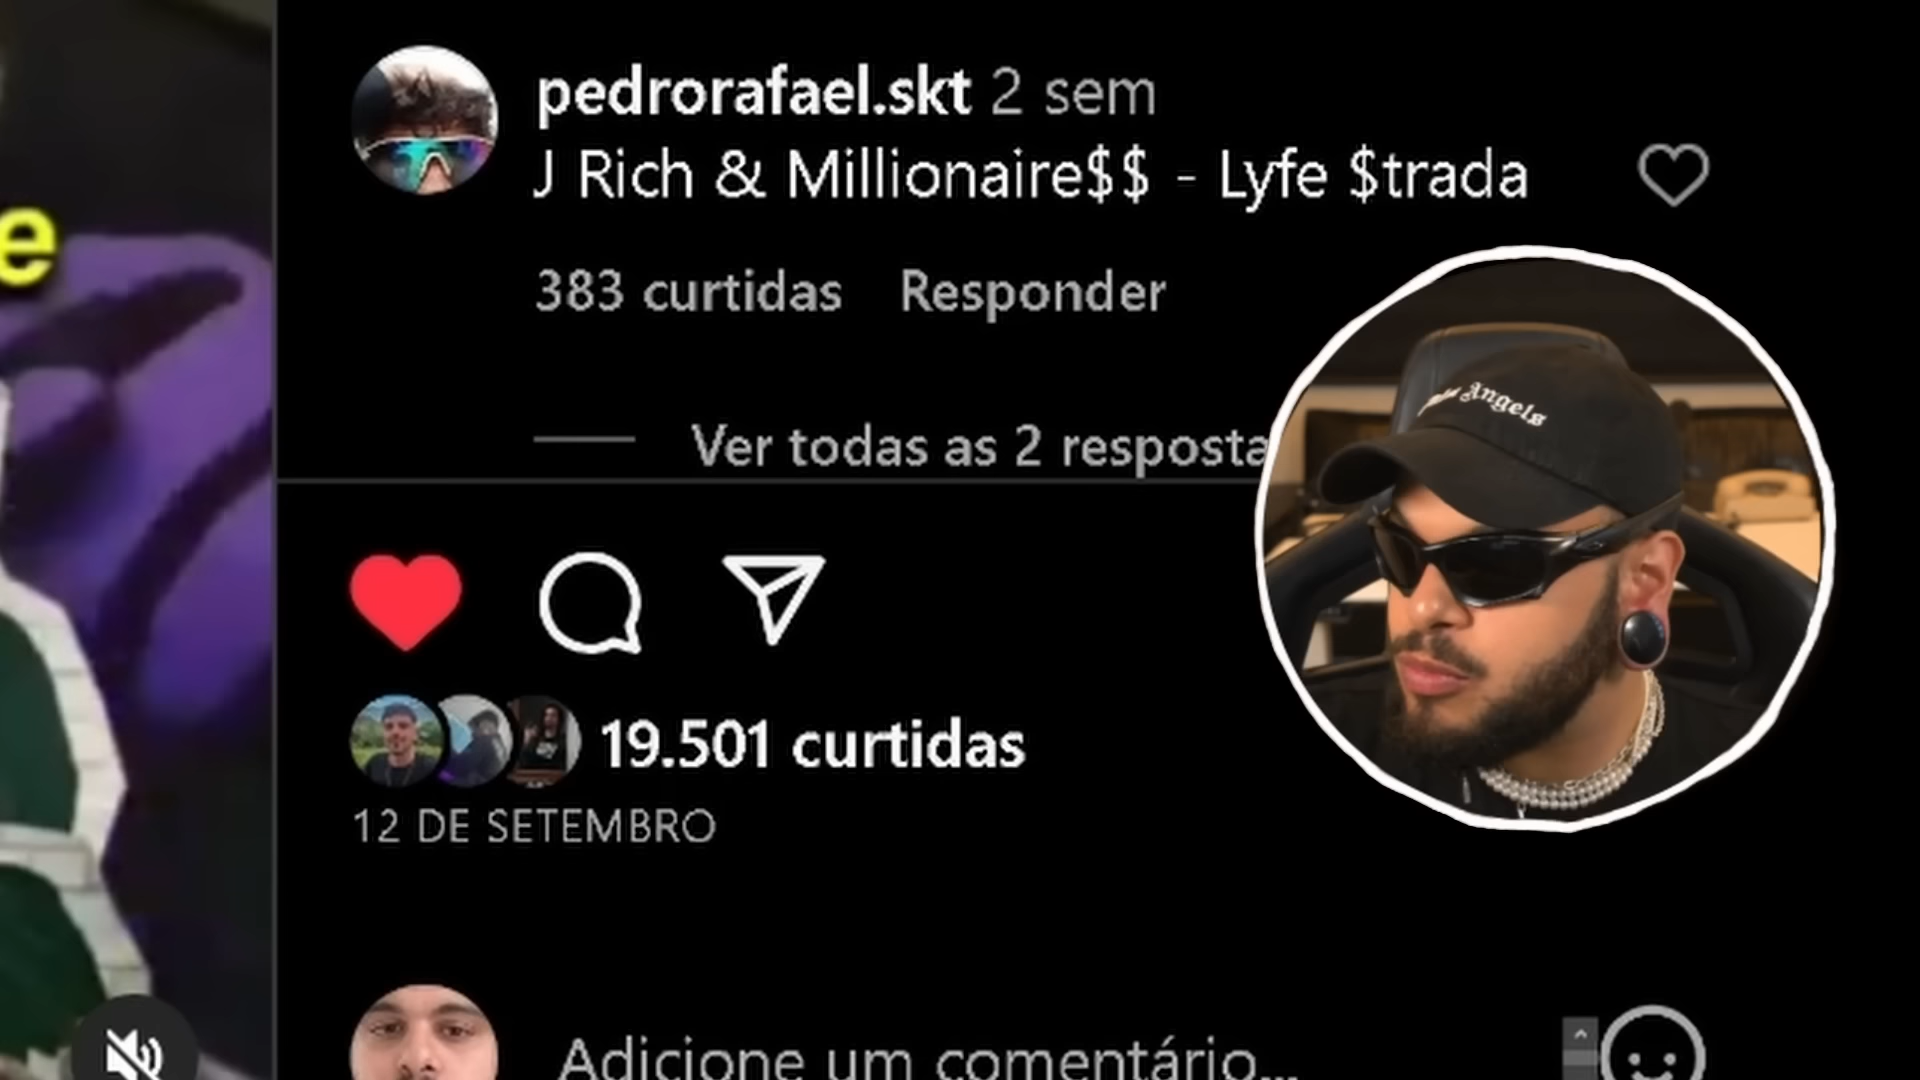 e
pedrorafael.skt 2 sem
J Rich & Millionaire$$ - Lyfe $trada
383 curtidas Responder
Ver todas as 2 resposta
Angels
19.501 curtidas
12 DE SETEMBRO
Adicione um comentário...